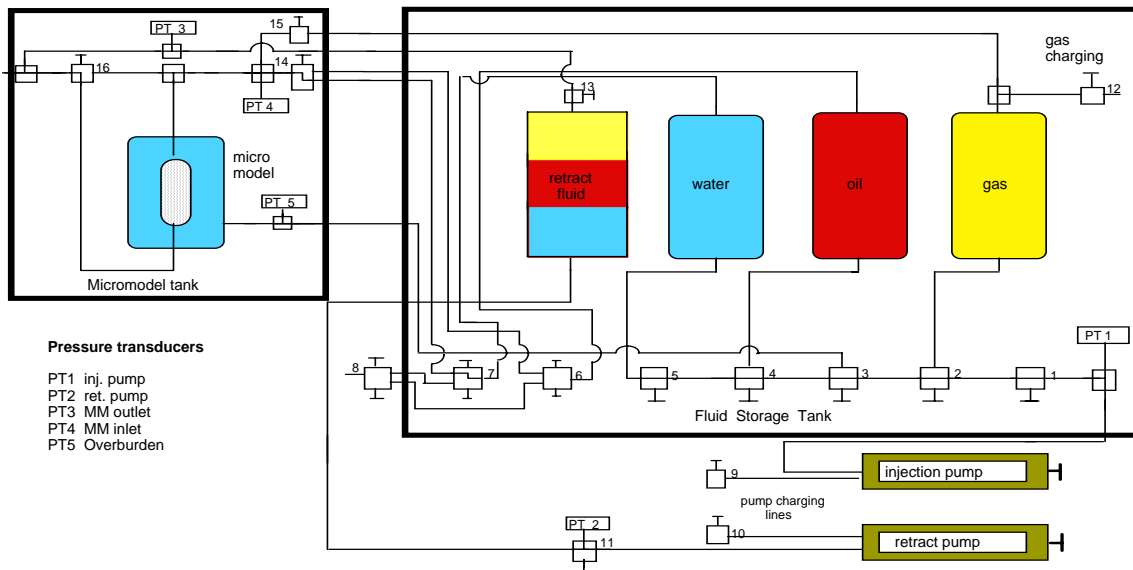 15
PT 3
gas
charging
16
14
13
12
PT 4
micro
model
retract
fluid
water
oil
gas
PT 5
Micromodel tank
PT 1
Pressure transducers
8
7
6
5
4
3
2
1
PT1 inj. pump
PT2 ret. pump
PT3 MM outlet
PT4 MM inlet
PT5 Overburden
Fluid Storage Tank
9
injection pump
pump charging
lines
PT 2
10
11
retract pump